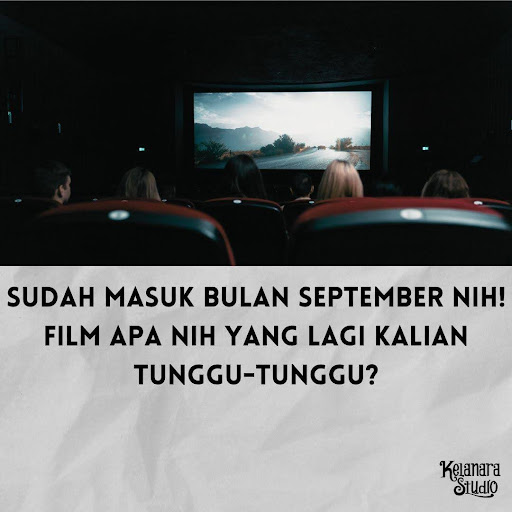 SUDAH MASUK BULAN SEPTEMBER NIH!
FILM APA NIH YANG LAGI KALIAN
TUNGGU-TUNGGU?
Kelanara
Studio